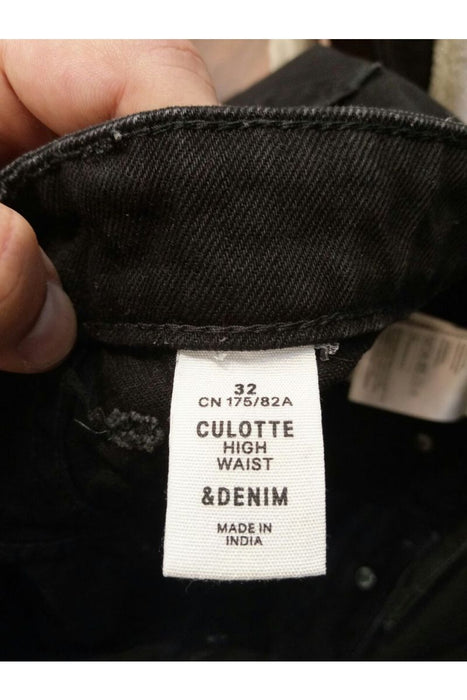 32
CN 175/82A
CULOTTE
HIGH
WAIST
&DENIM
MADE IN
INDIA